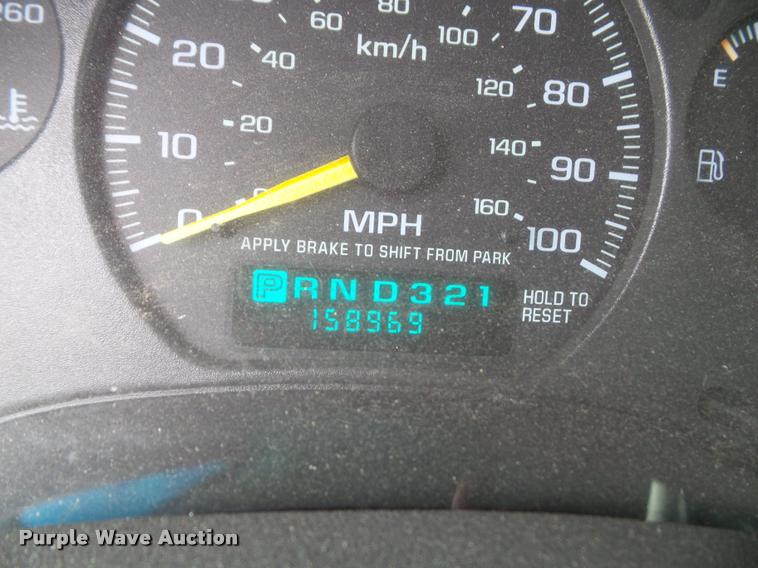 260
60
80
70
km/h
100
20
40
120
80
E
20
10
140
90
0
0
160
MPH
100
APPLY BRAKE TO SHIFT FROM PARK
PRND321
HOLD TO
RESET
158969
Purple Wave Auction